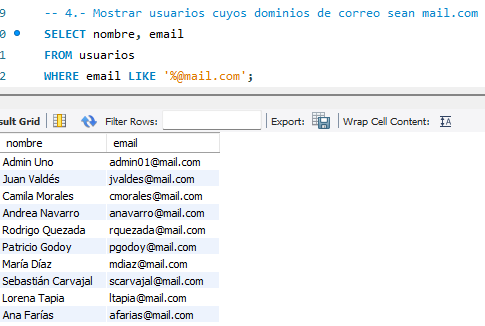 9 -- 4.- Mostrar usuarios cuyos dominios de correo sean mail.com
0 SELECT nombre, email
1 FROM usuarios
2 WHERE email LIKE '%@mail.com';
sult Grid Filter Rows: Export: Wrap Cell Content:
nombre email
Admin Uno admin01@mail.com
Juan Valdés jvaldes@mail.com
Camila Morales cmorales@mail.com
Andrea Navarro anavarro@mail.com
Rodrigo Quezada rquezada@mail.com
Patricio Godoy pgodoy@mail.com
María Díaz mdiaz@mail.com
Sebastián Carvajal scarvajal@mail.com
Lorena Tapia ltapia@mail.com
Ana Farías afarias@mail.com